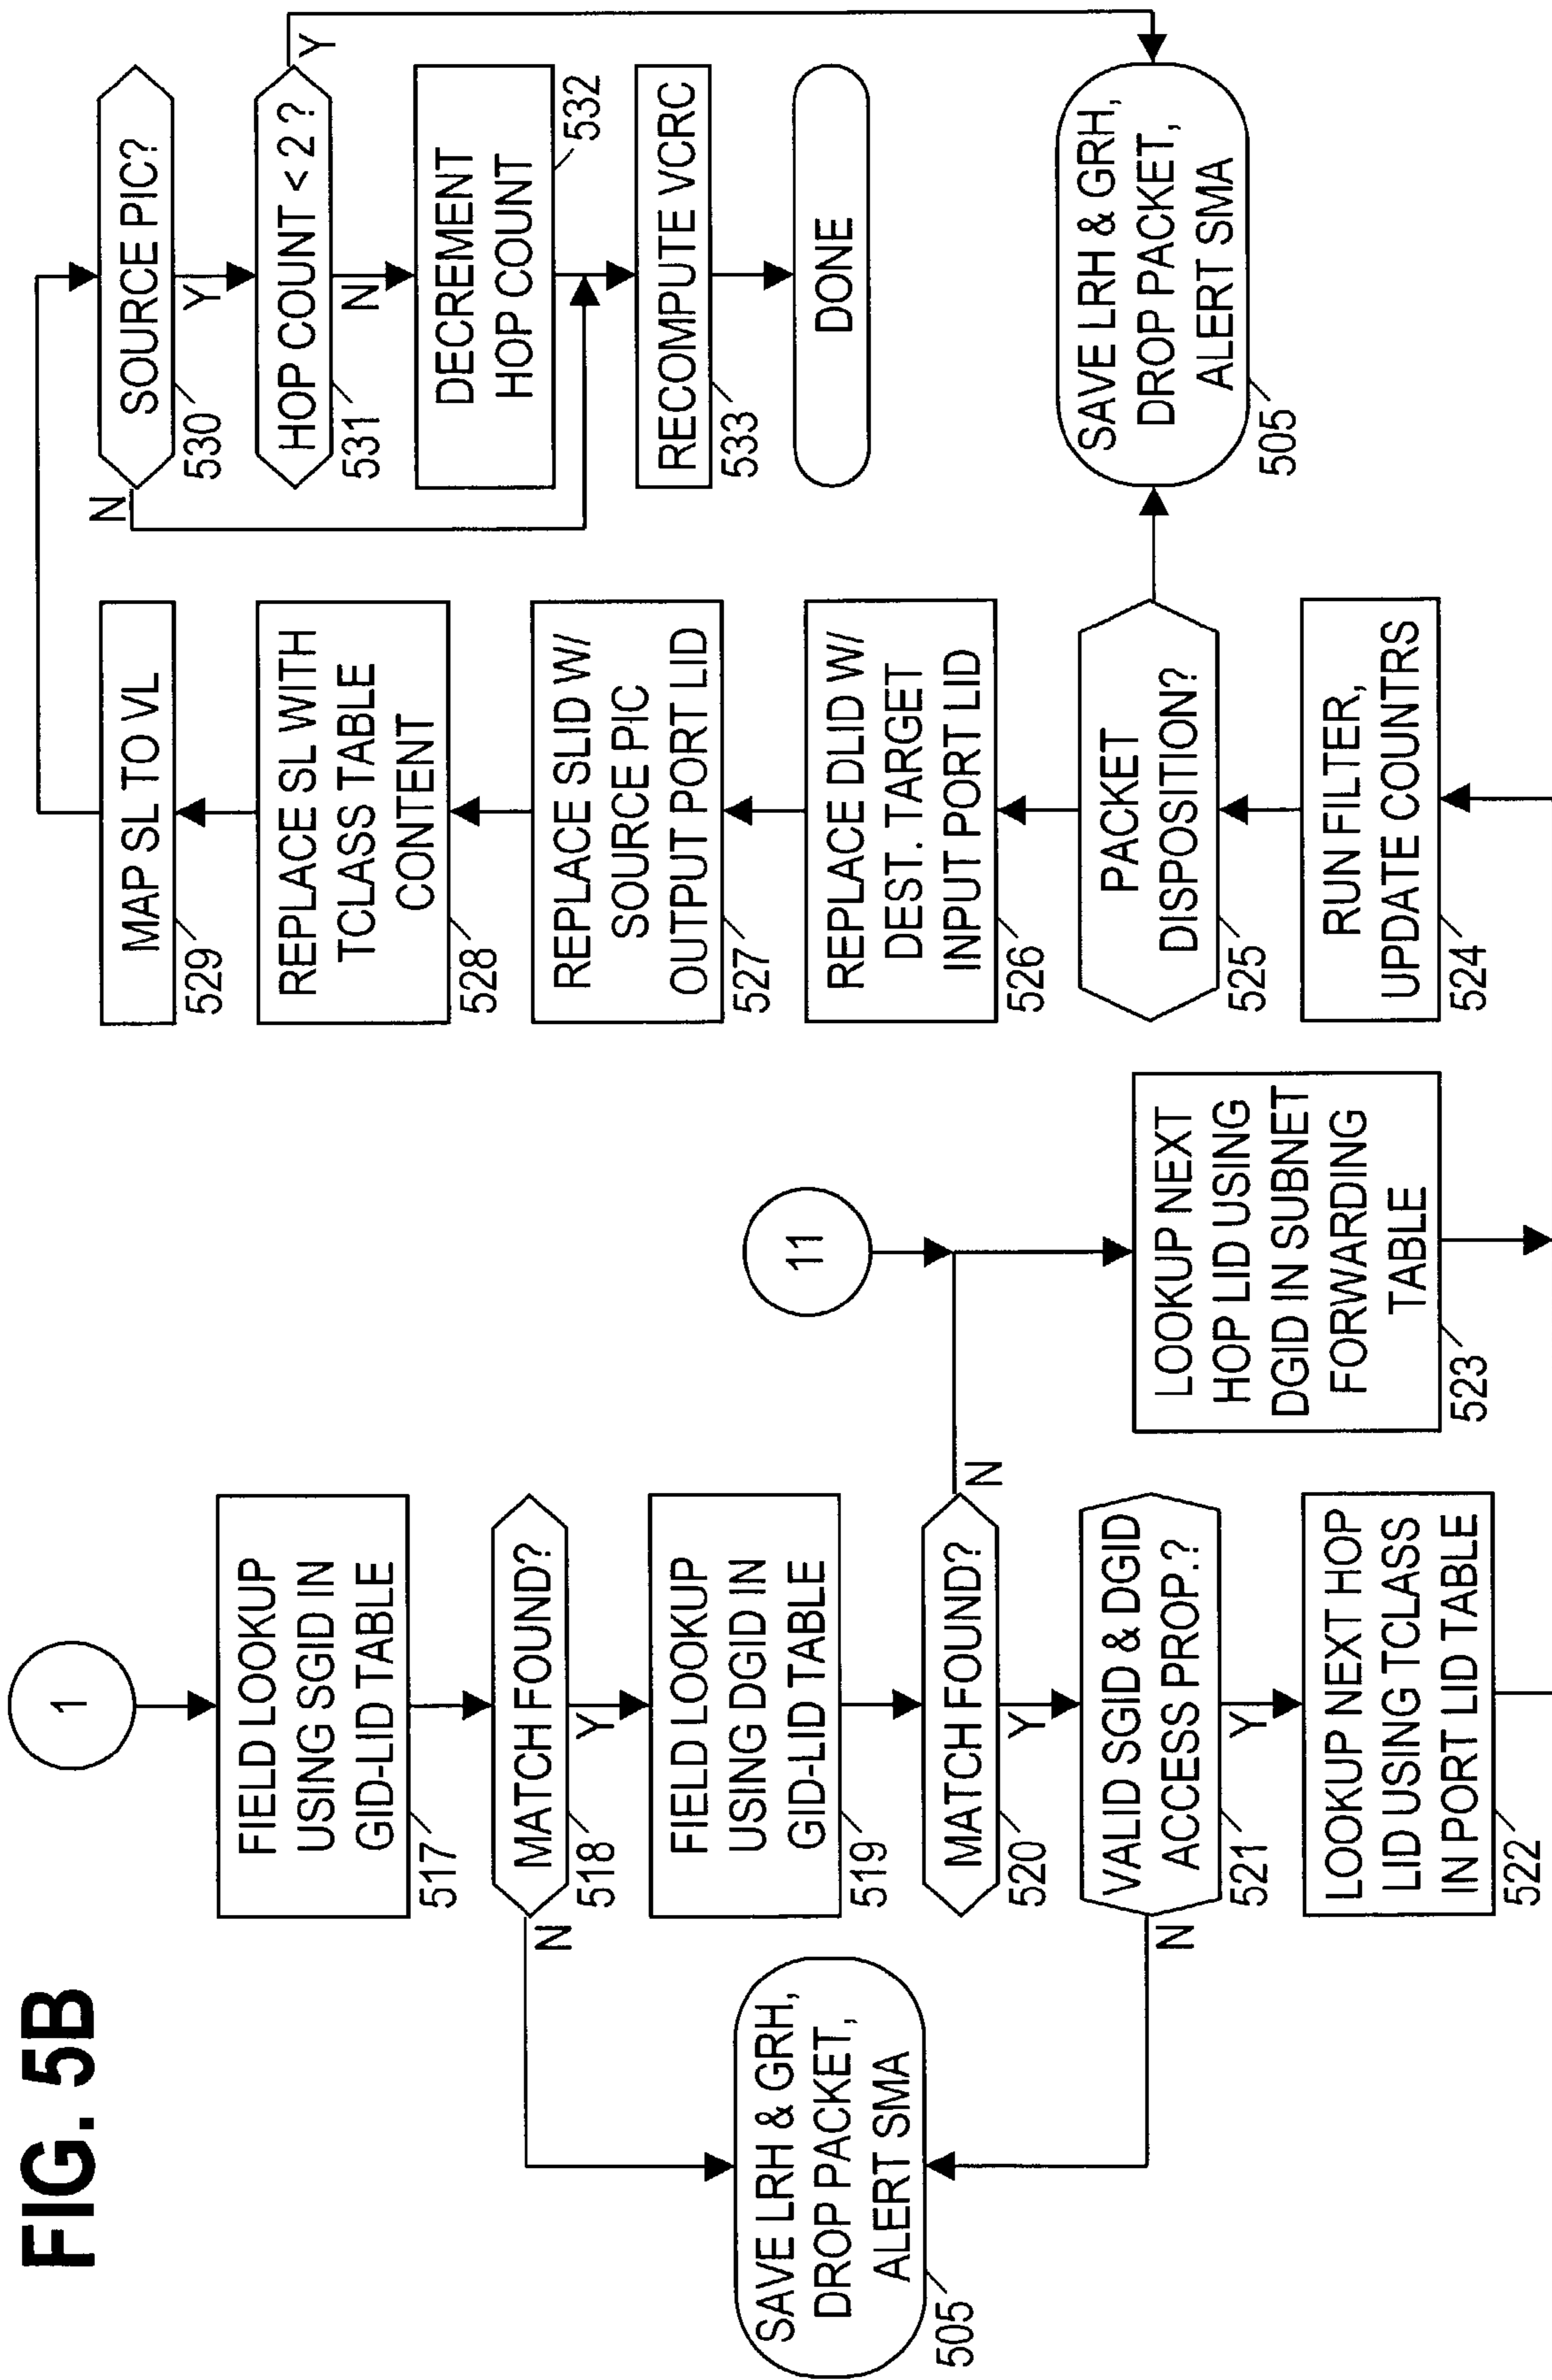 FIG. 5B
1
FIELD LOOKUP
USING SGID IN
GID-LID TABLE
517
MATCH FOUND?
518
N
Y
FIELD LOOKUP
USING DGID IN
GID-LID TABLE
519
MATCH FOUND?
520
N
Y
VALID SGID & DGID
ACCESS PROP.?
521
N
Y
LOOKUP NEXT HOP
LID USING TCLASS
IN PORT LID TABLE
522
SAVE LRH & GRH,
DROP PACKET,
ALERT SMA
505
11
LOOKUP NEXT
HOP LID USING
DGID IN SUBNET
FORWARDING
TABLE
523
MAP SL TO VL
529
REPLACE SL WITH
TCLASS TABLE
CONTENT
528
REPLACE SLID W/
SOURCE PIC
OUTPUT PORT LID
527
REPLACE DLID W/
DEST. TARGET
INPUT PORT LID
526
PACKET
DISPOSITION?
525
RUN FILTER,
UPDATE COUNTRS
524
SOURCE PIC?
530
N
Y
HOP COUNT < 2 ?
531
Y
N
DECREMENT
HOP COUNT
532
RECOMPUTE VCRC
533
DONE
SAVE LRH & GRH,
DROP PACKET,
ALERT SMA
505